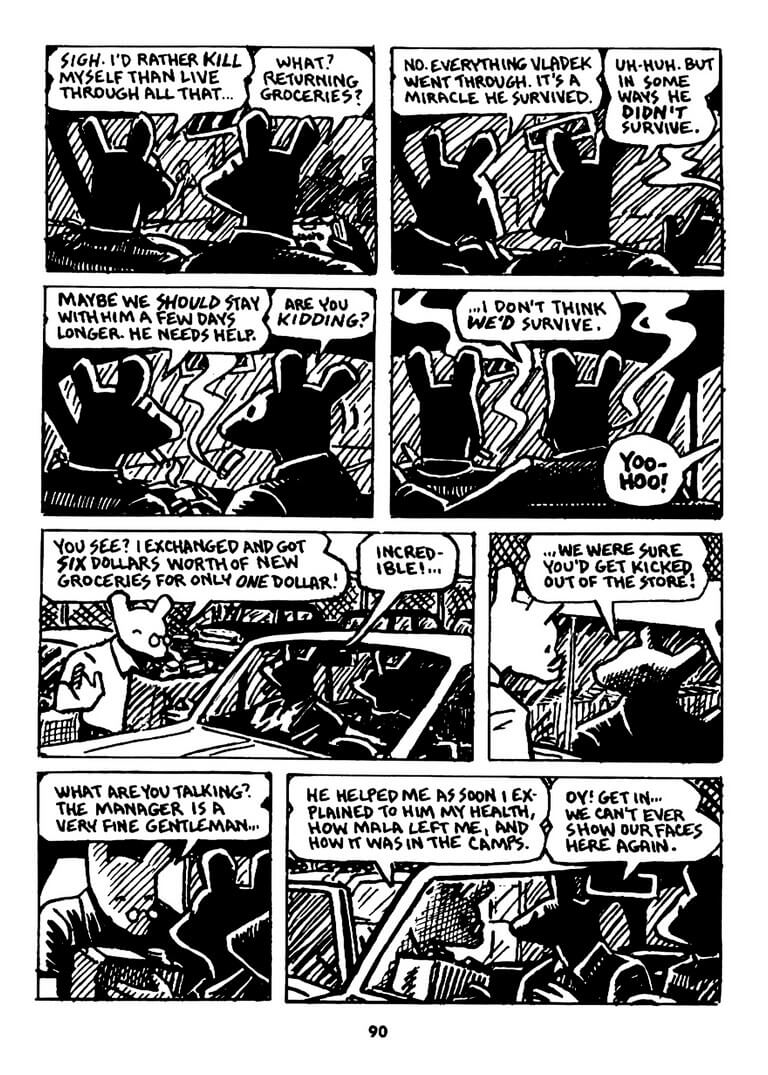 SIGH. I'D RATHER KILL
MYSELF THAN LIVE
THROUGH ALL THAT...
WHAT?
RETURNING
GROCERIES?
NO. EVERYTHING VLADEK
WENT THROUGH. IT'S A
MIRACLE HE SURVIVED.
UH-HUH. BUT
IN SOME
WAYS HE
DIDN'T
SURVIVE.
MAYBE WE SHOULD STAY
WITH HIM A FEW DAYS
LONGER. HE NEEDS HELP.
ARE YOU
KIDDING?
...I DON'T THINK
WE'D SURVIVE.
YOO-
HOO!
YOU SEE? I EXCHANGED AND GOT
SIX DOLLARS WORTH OF NEW
GROCERIES FOR ONLY ONE DOLLAR!
INCRED-
IBLE!...
...WE WERE SURE
YOU'D GET KICKED
OUT OF THE STORE!
WHAT ARE YOU TALKING?
THE MANAGER IS A
VERY FINE GENTLEMAN...
HE HELPED ME AS SOON I EX-
PLAINED TO HIM MY HEALTH,
HOW MALA LEFT ME, AND
HOW IT WAS IN THE CAMPS.
OY! GET IN...
WE CAN'T EVER
SHOW OUR FACES
HERE AGAIN.
90